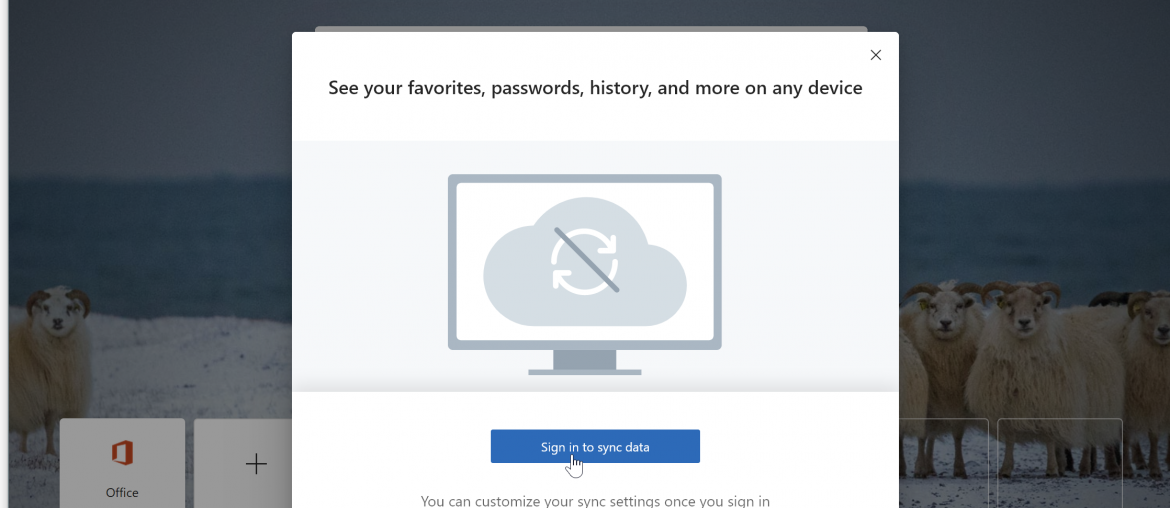 See your favorites, passwords, history, and more on any device
Sign in to sync data
Office
You can customize your sync settings once you sign in